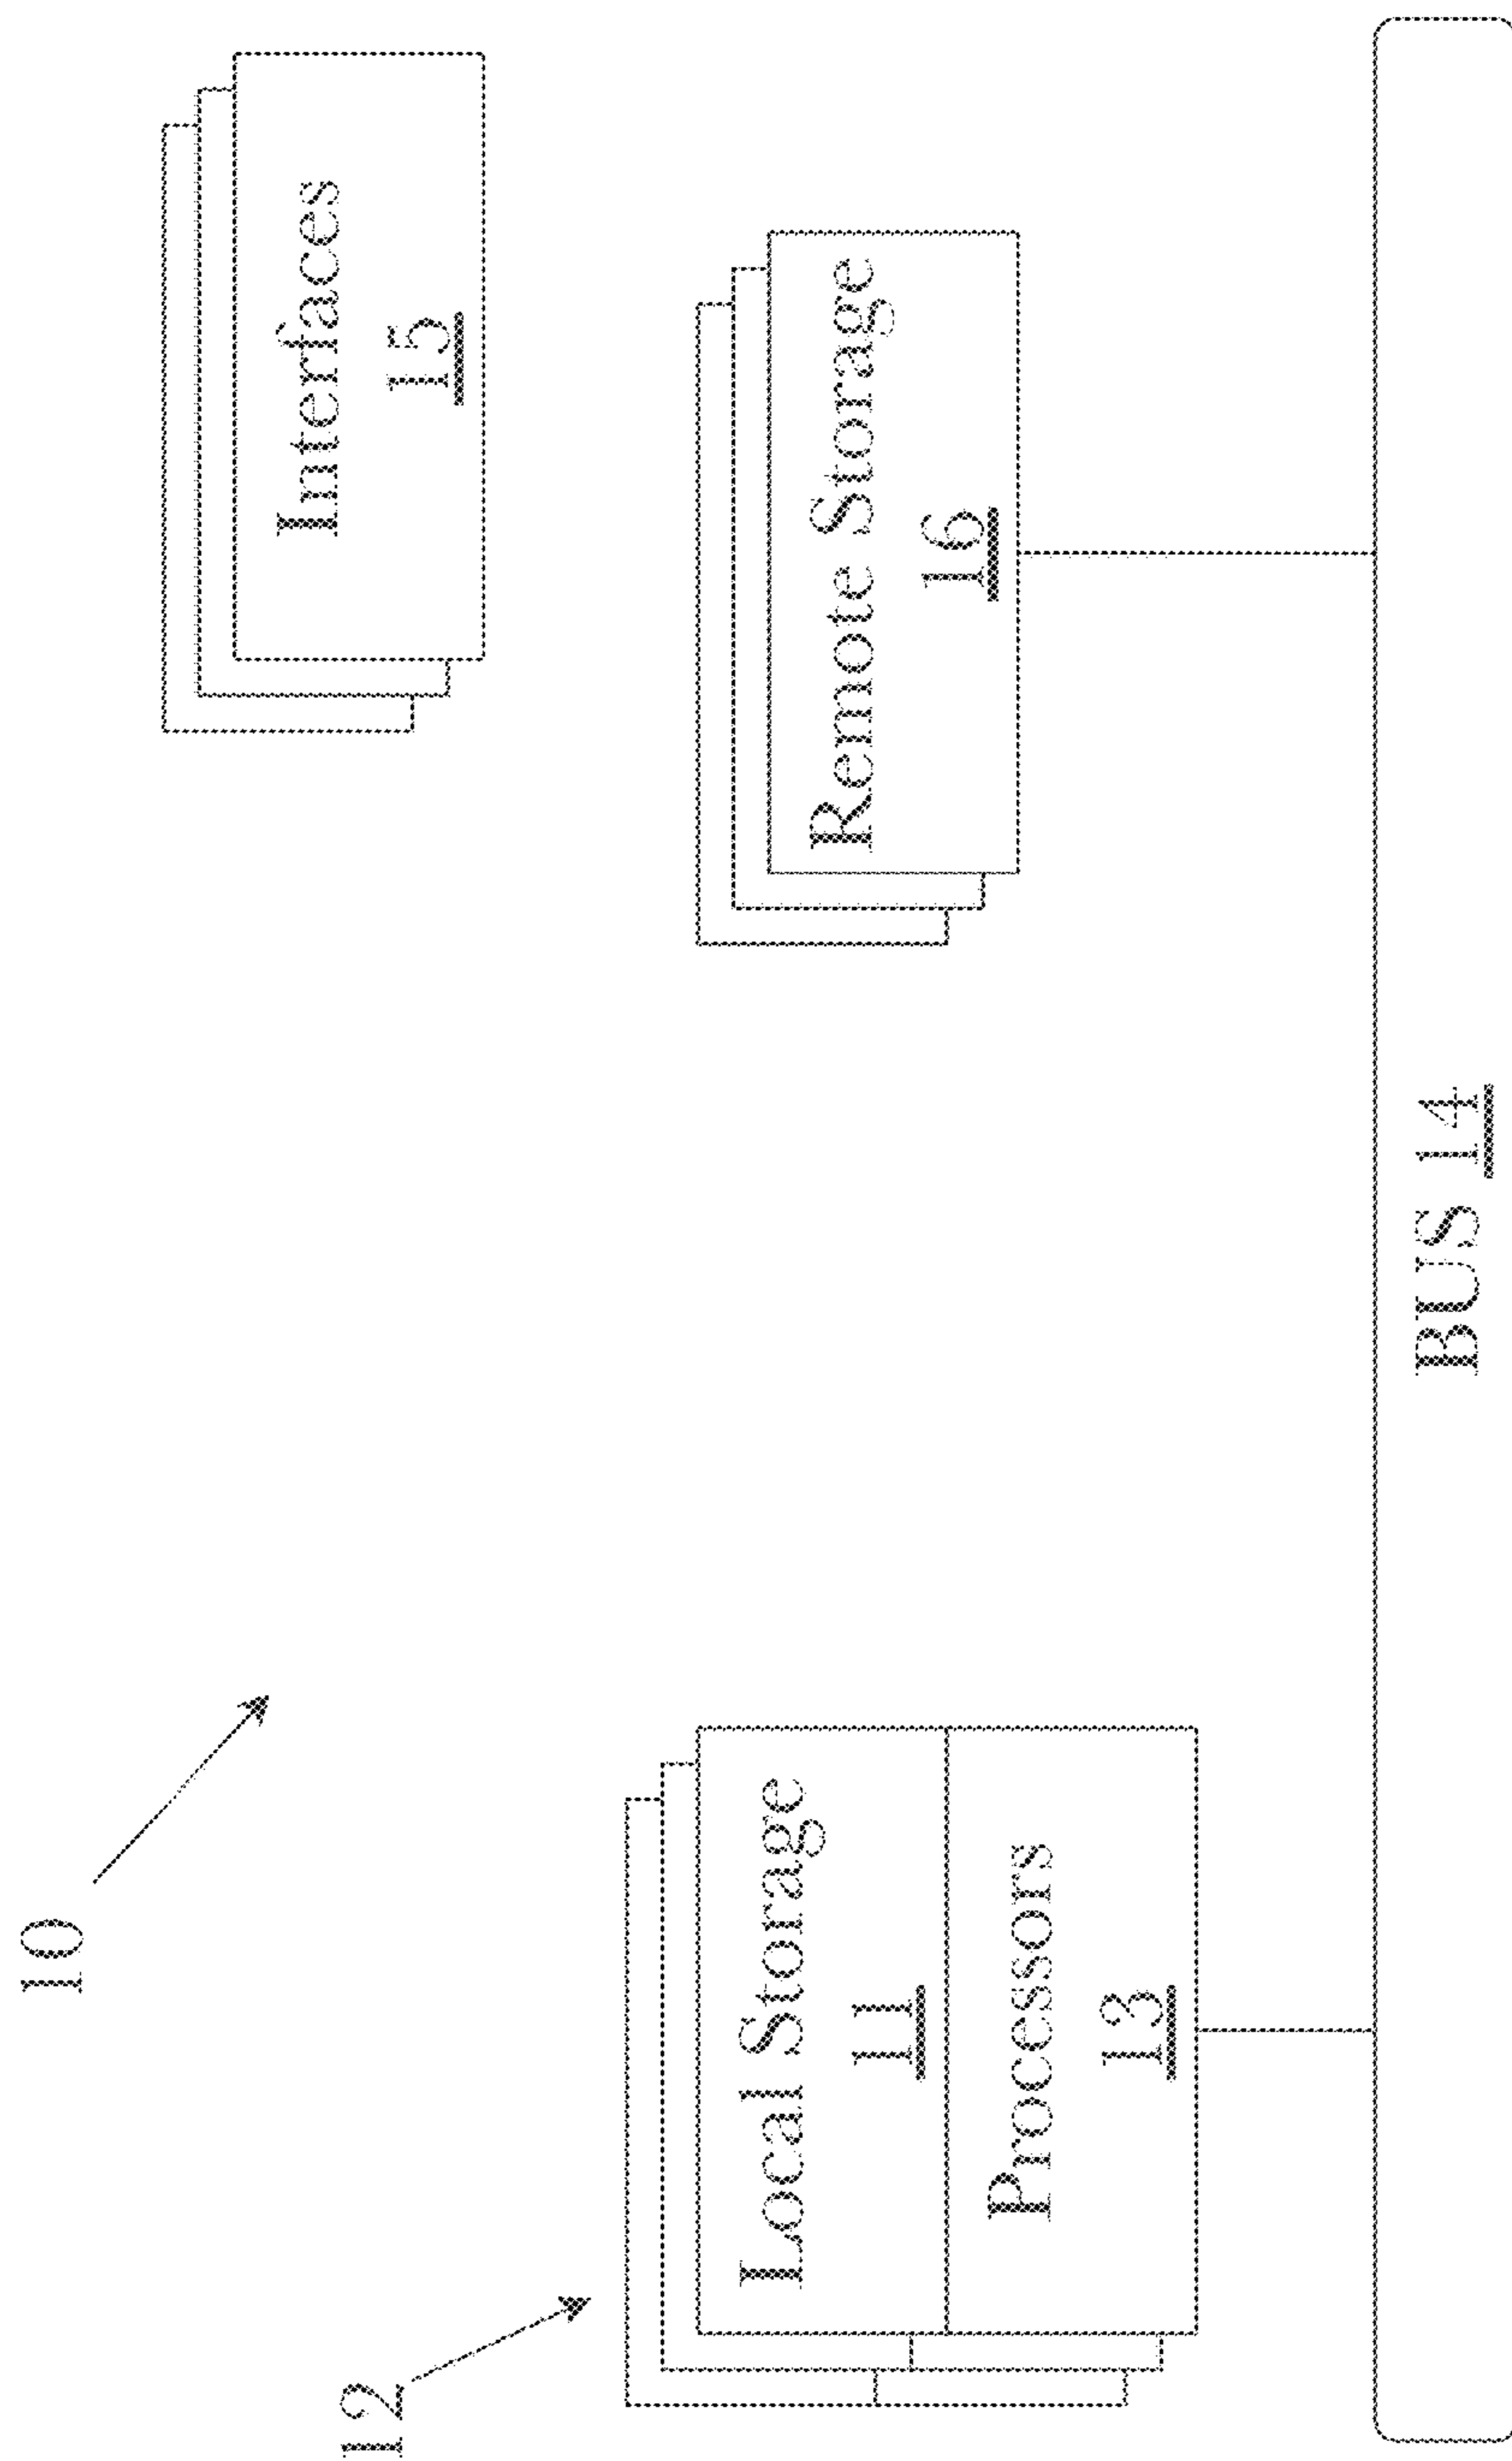 10
12
Interfaces
15
Local Storage
11
Processors
13
Remote Storage
16
BUS 14